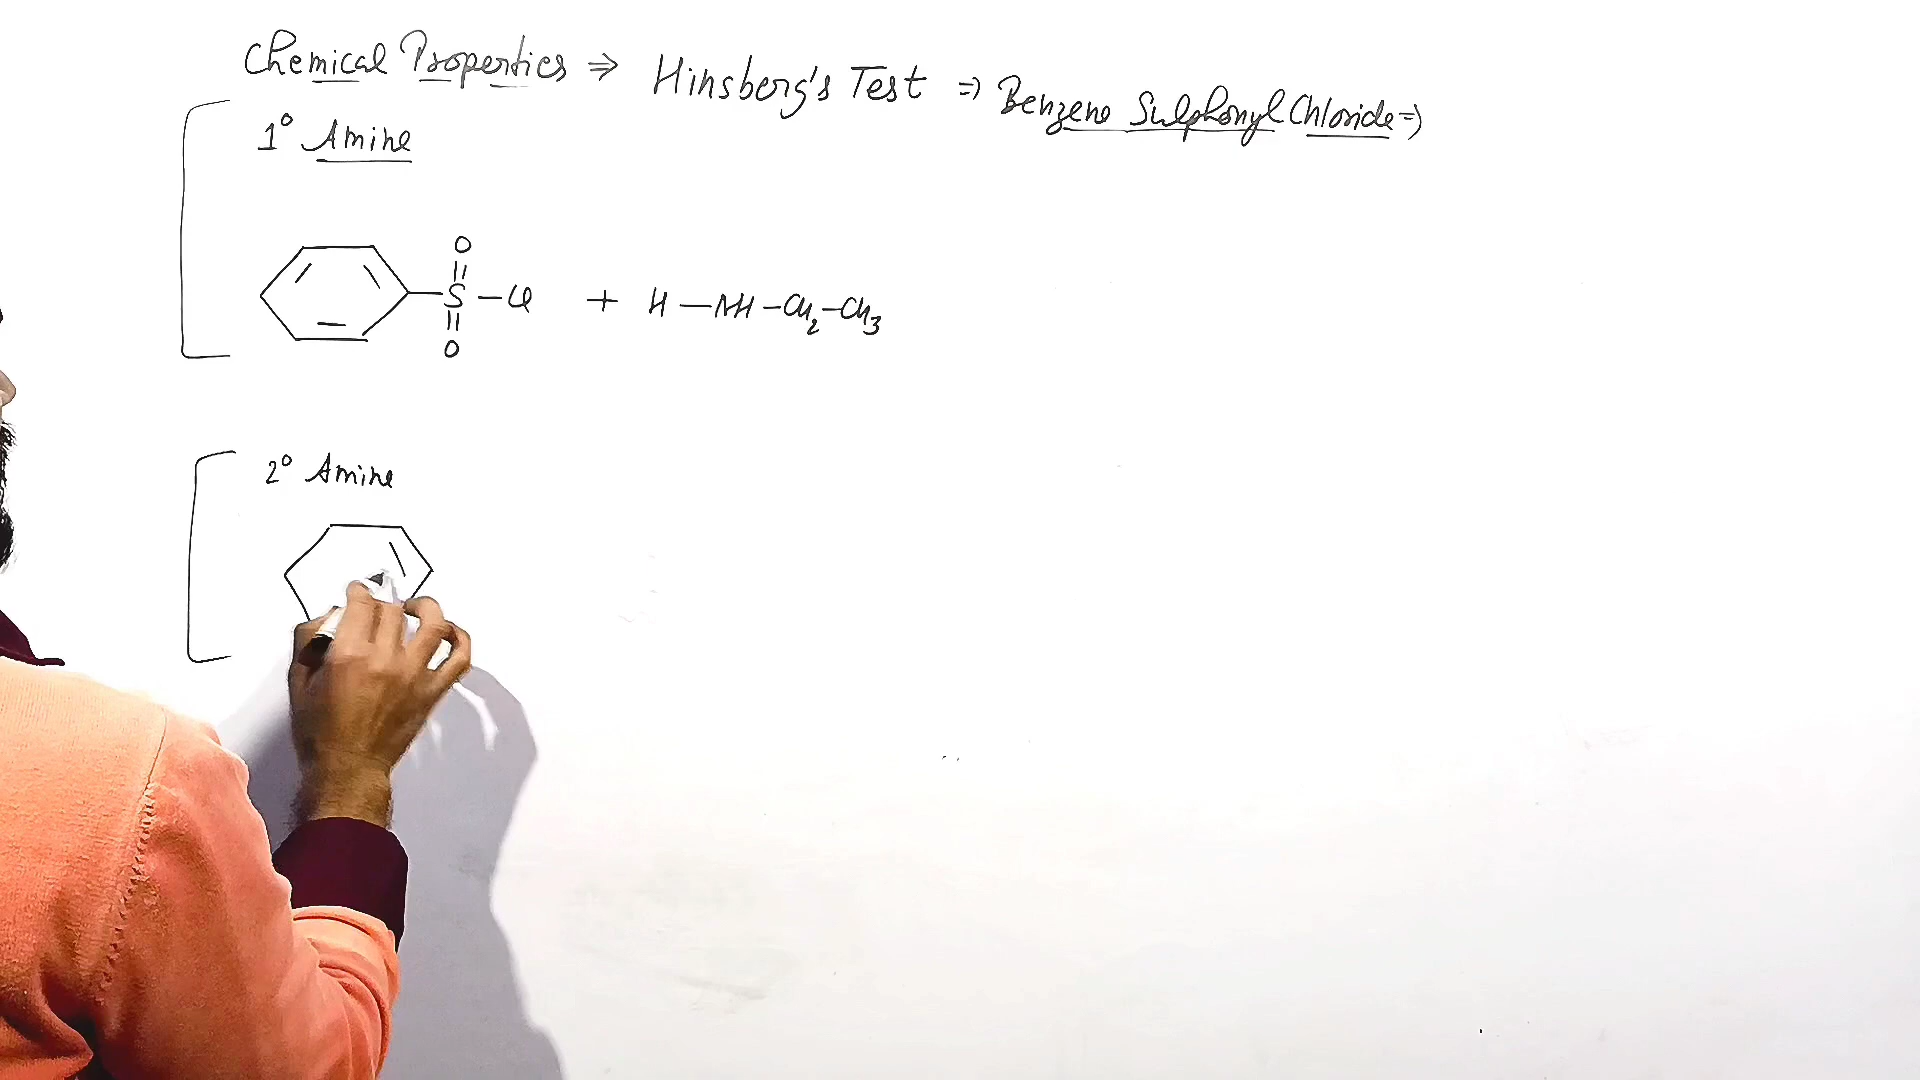 Chemical Properties ⇒ Hinsberg's Test ⇒ Benzene Sulphonyl Chloride ⇒
1° Amine
O
S – Cl + H – NH – CH2 – CH3
O
2° Amine